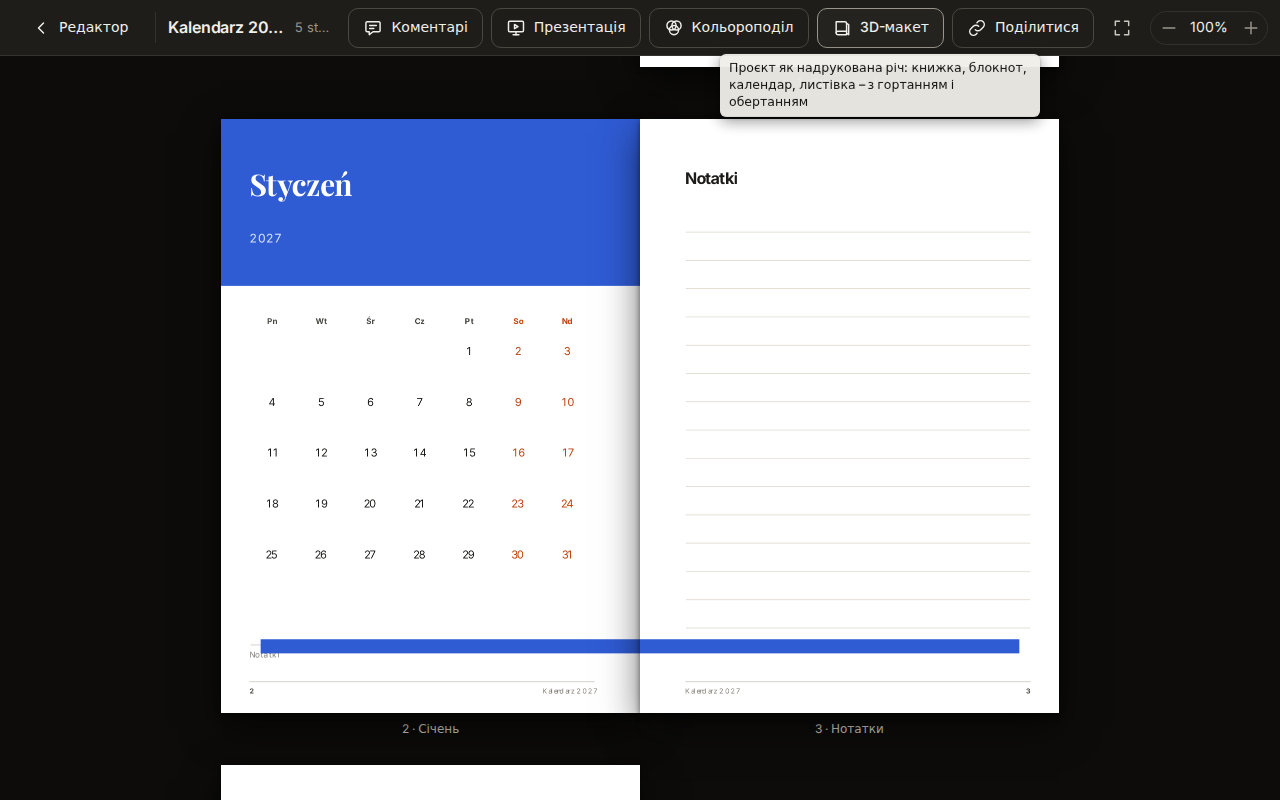 Редактор
Kalendarz 20... 5 st...
Коментарі
Презентація
Кольороподіл
3D-макет
Поділитися
100%
Проєкт як надрукована річ: книжка, блокнот,
календар, листівка – з гортанням і
обертанням
Styczeń
2027
Pn Wt Śr Cz Pt So Nd
1 2 3
4 5 6 7 8 9 10
11 12 13 14 15 16 17
18 19 20 21 22 23 24
25 26 27 28 29 30 31
Notatki
2 Kalendarz 2027
Notatki
Kalendarz 2027 3
2 · Січень
3 · Нотатки